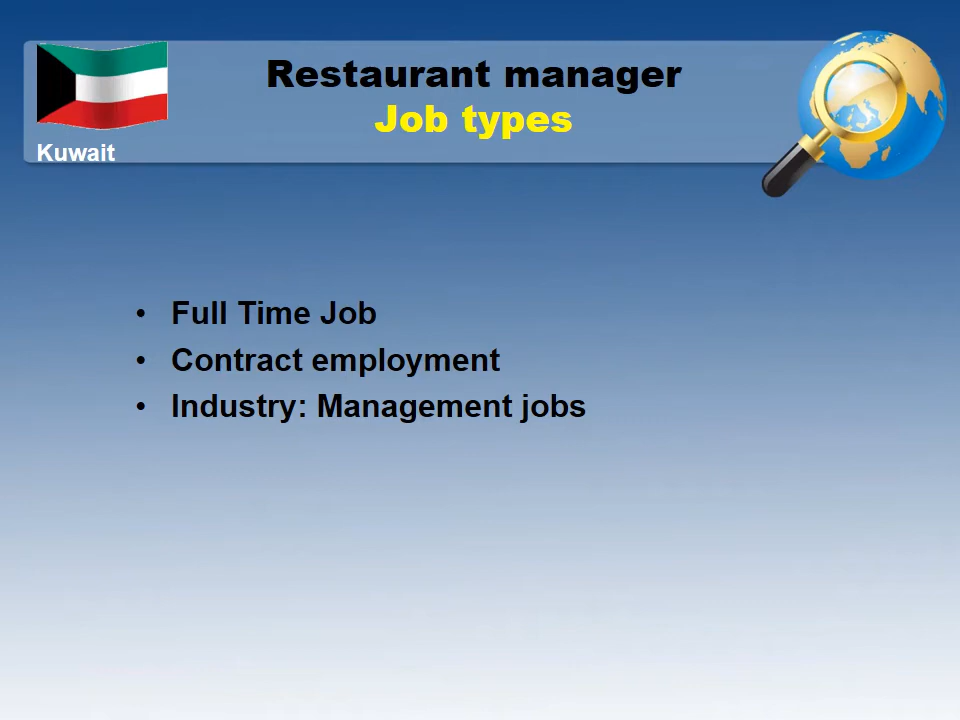 Restaurant manager
Job types
Kuwait
• Full Time Job
• Contract employment
• Industry: Management jobs